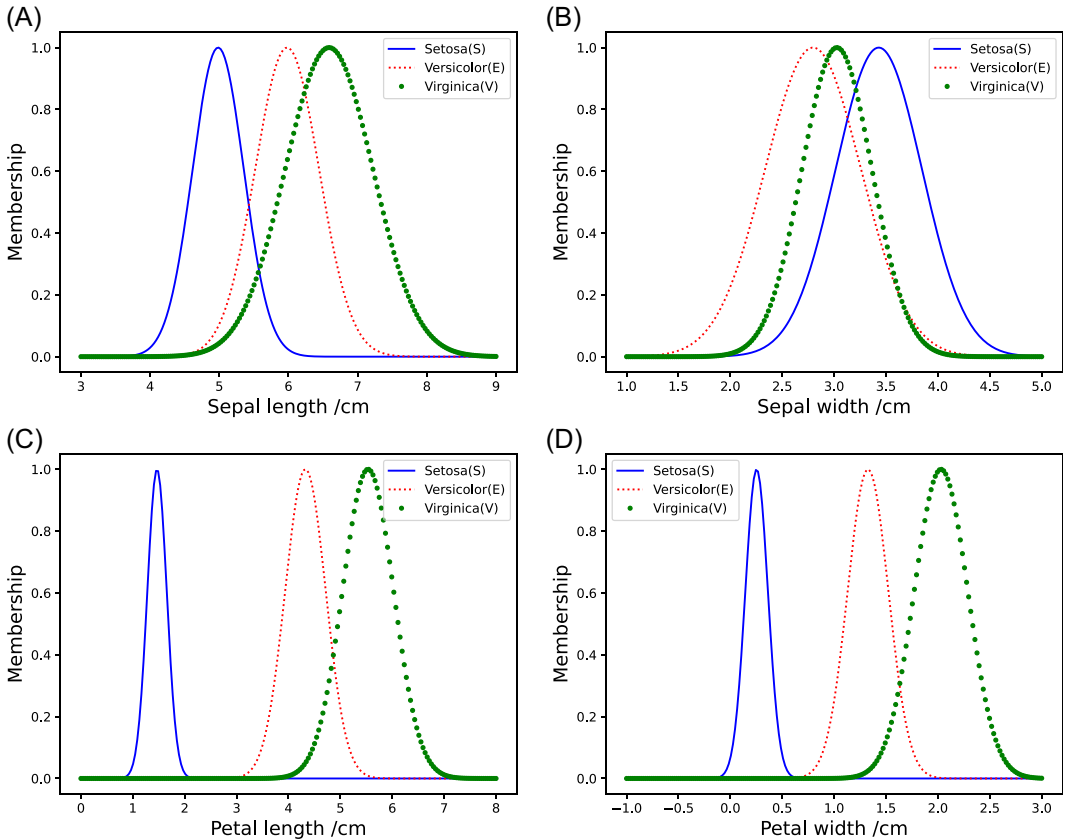 (A)
Membership
1.0
0.8
0.6
0.4
0.2
0.0
Setosa(S)
Versicolor(E)
Virginica(V)
3 4 5 6 7 8 9
Sepal length /cm
(B)
Membership
1.0
0.8
0.6
0.4
0.2
0.0
Setosa(S)
Versicolor(E)
Virginica(V)
1.0 1.5 2.0 2.5 3.0 3.5 4.0 4.5 5.0
Sepal width /cm
(C)
Membership
1.0
0.8
0.6
0.4
0.2
0.0
Setosa(S)
Versicolor(E)
Virginica(V)
0 1 2 3 4 5 6 7 8
Petal length /cm
(D)
Membership
1.0
0.8
0.6
0.4
0.2
0.0
Setosa(S)
Versicolor(E)
Virginica(V)
−1.0 −0.5 0.0 0.5 1.0 1.5 2.0 2.5 3.0
Petal width /cm